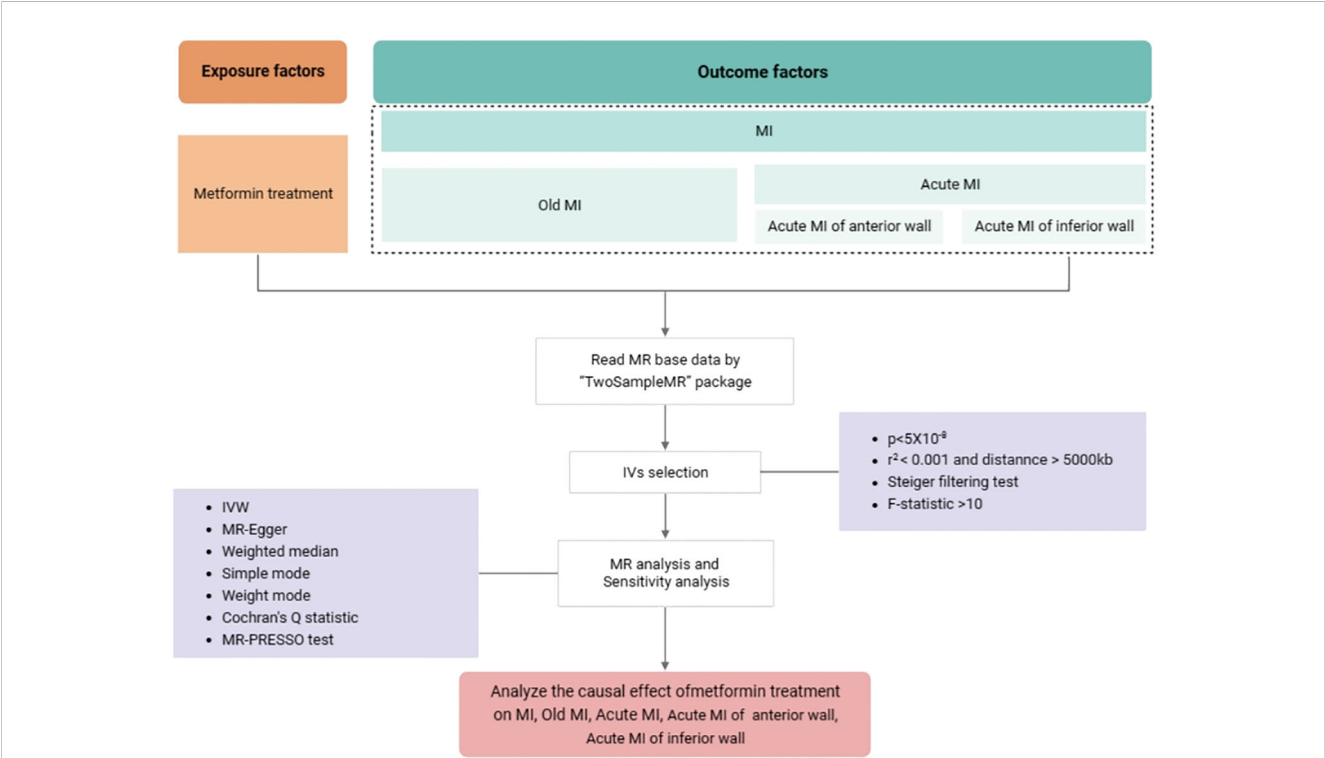 Exposure factors
Outcome factors
MI
Metformin treatment
Old MI
Acute MI
Acute MI of anterior wall
Acute MI of inferior wall
Read MR base data by
“TwoSampleMR” package
IVs selection
• p<5X10⁻⁸
• r²< 0.001 and distannce > 5000kb
• Steiger filtering test
• F-statistic >10
• IVW
• MR-Egger
• Weighted median
• Simple mode
• Weight mode
• Cochran's Q statistic
• MR-PRESSO test
MR analysis and
Sensitivity analysis
Analyze the causal effect ofmetformin treatment
on MI, Old MI, Acute MI, Acute MI of anterior wall,
Acute MI of inferior wall